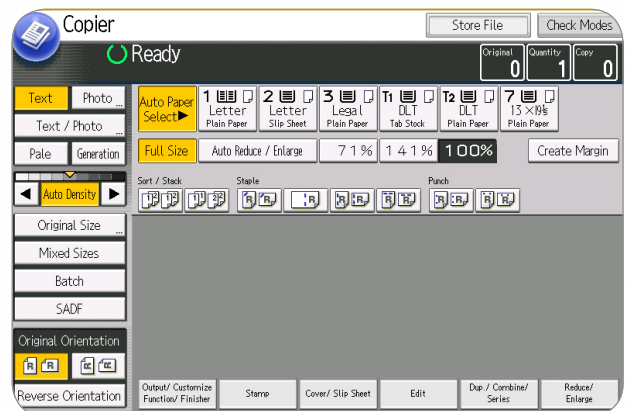 Copier
Store File
Check Modes
Ready
Original
0
Quantity
1
Copy
0
Text
Photo
Text / Photo
Pale
Generation
Auto Density
Original Size
Mixed Sizes
Batch
SADF
Original Orientation
R R
Reverse Orientation
Auto Paper
Select▶
1
Letter
Plain Paper
2
Letter
Slip Sheet
3
Legal
Plain Paper
T1
DLT
Tab Stock
T2
DLT
Plain Paper
7
Plain Paper
Full Size
Auto Reduce / Enlarge
71%
141%
100%
Create Margin
Sort / Stack
Staple
Punch
Output/ Customize
Function/ Finisher
Stamp
Cover/ Slip Sheet
Edit
Dup./ Combine/
Series
Reduce/
Enlarge